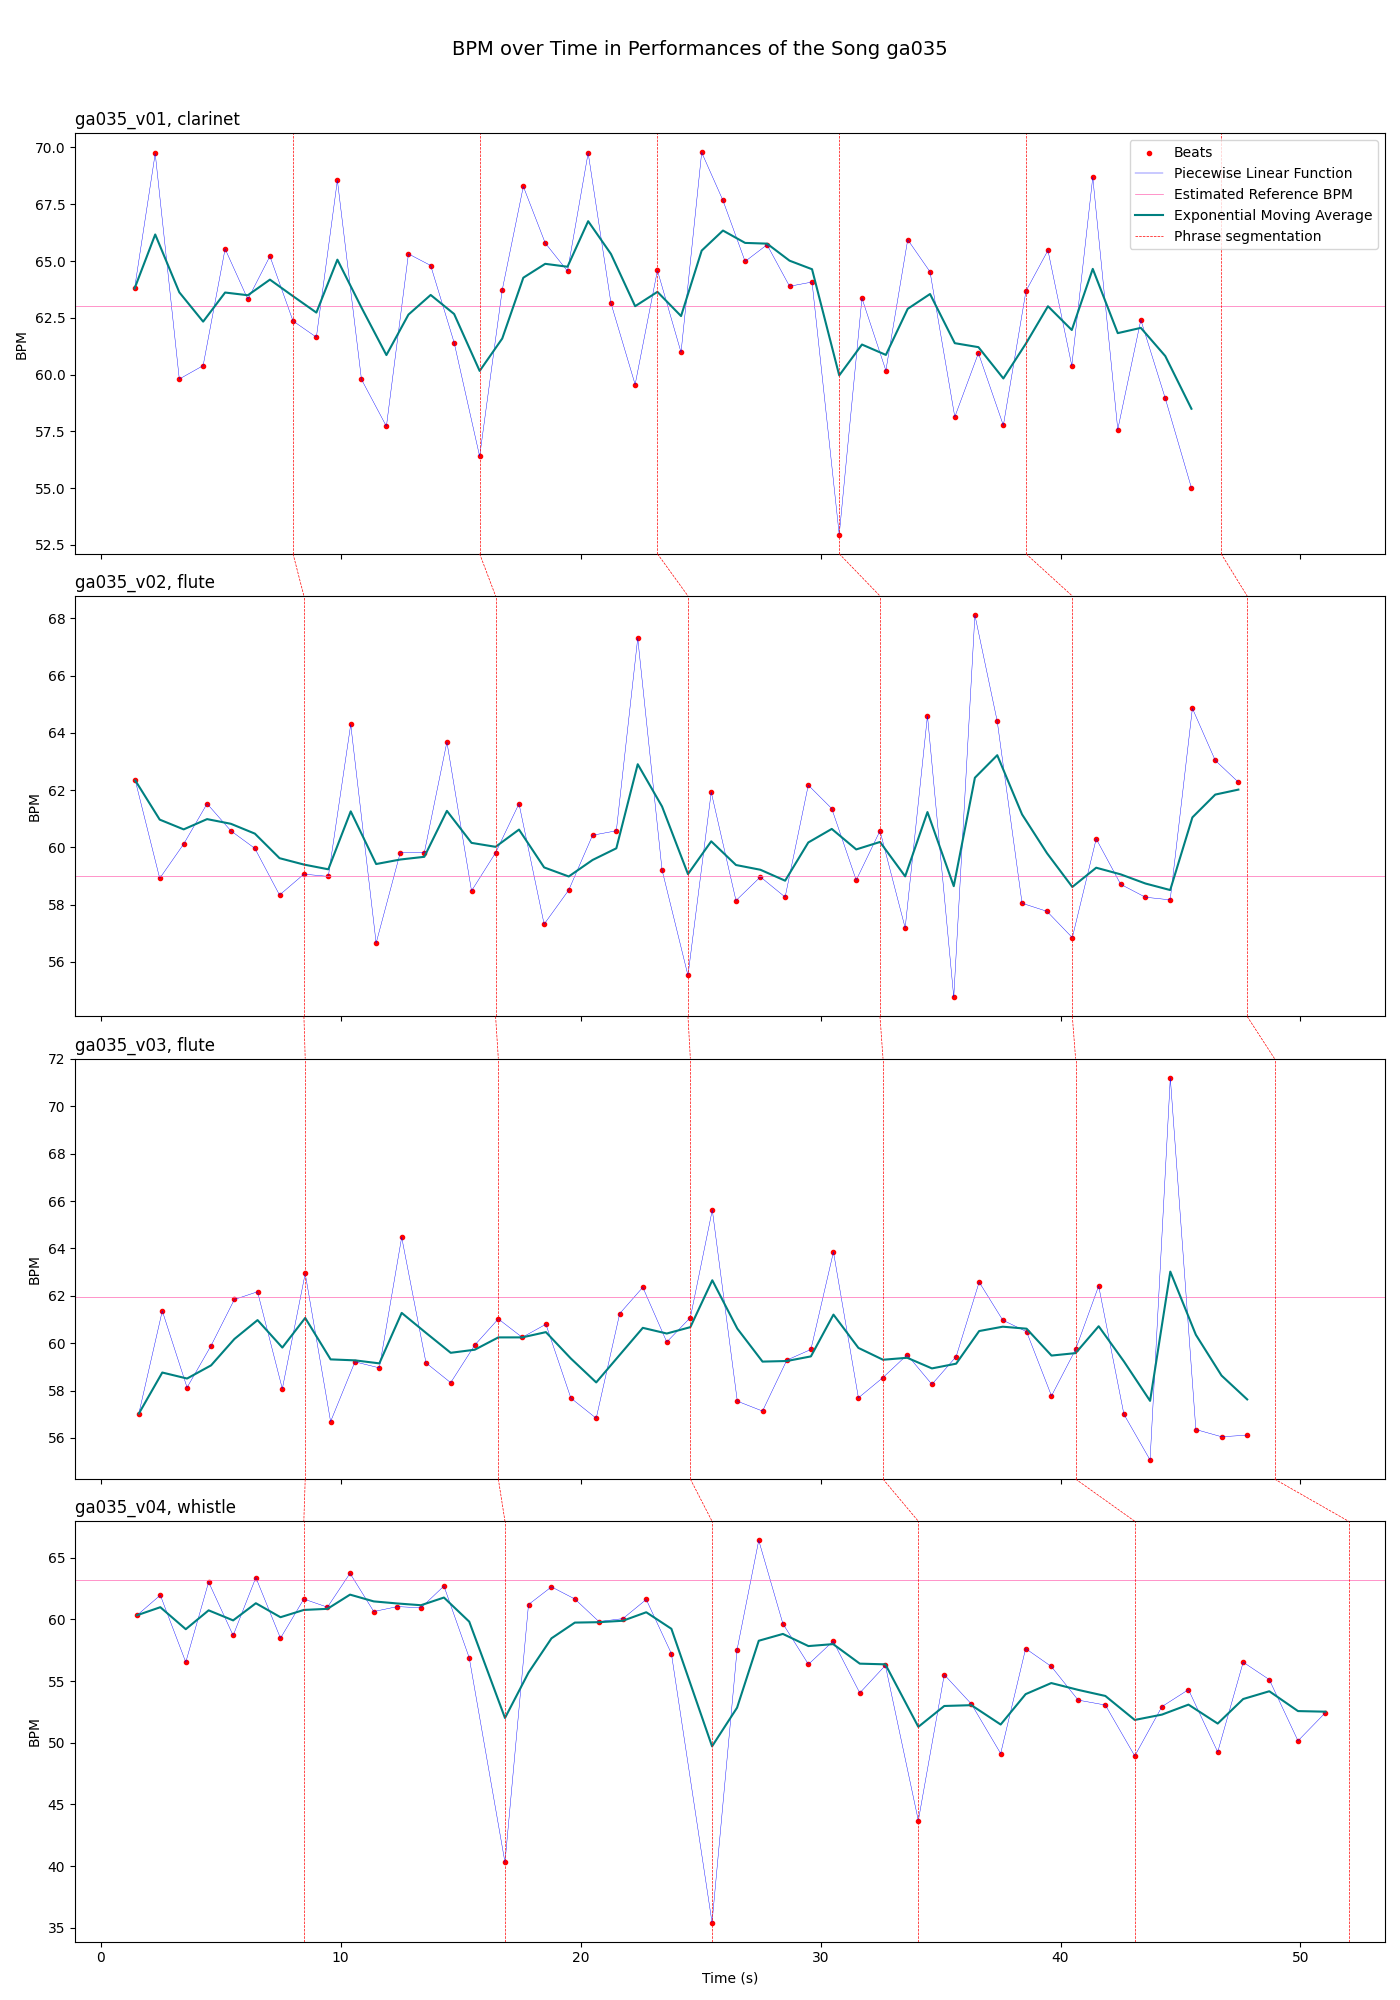 BPM over Time in Performances of the Song ga035
ga035_v01, clarinet
70.0
67.5
65.0
62.5
60.0
57.5
55.0
52.5
BPM
Beats
Piecewise Linear Function
Estimated Reference BPM
Exponential Moving Average
Phrase segmentation
ga035_v02, flute
68
66
64
62
60
58
56
BPM
ga035_v03, flute
72
70
68
66
64
62
60
58
56
BPM
ga035_v04, whistle
65
60
55
50
45
40
35
BPM
0 10 20 30 40 50
Time (s)